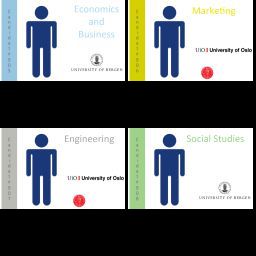 Economics
and
Business
UNIVERSITY OF BERGEN
Marketing
UiO University of Oslo
Engineering
UiO University of Oslo
Social Studies
UNIVERSITY OF BERGEN